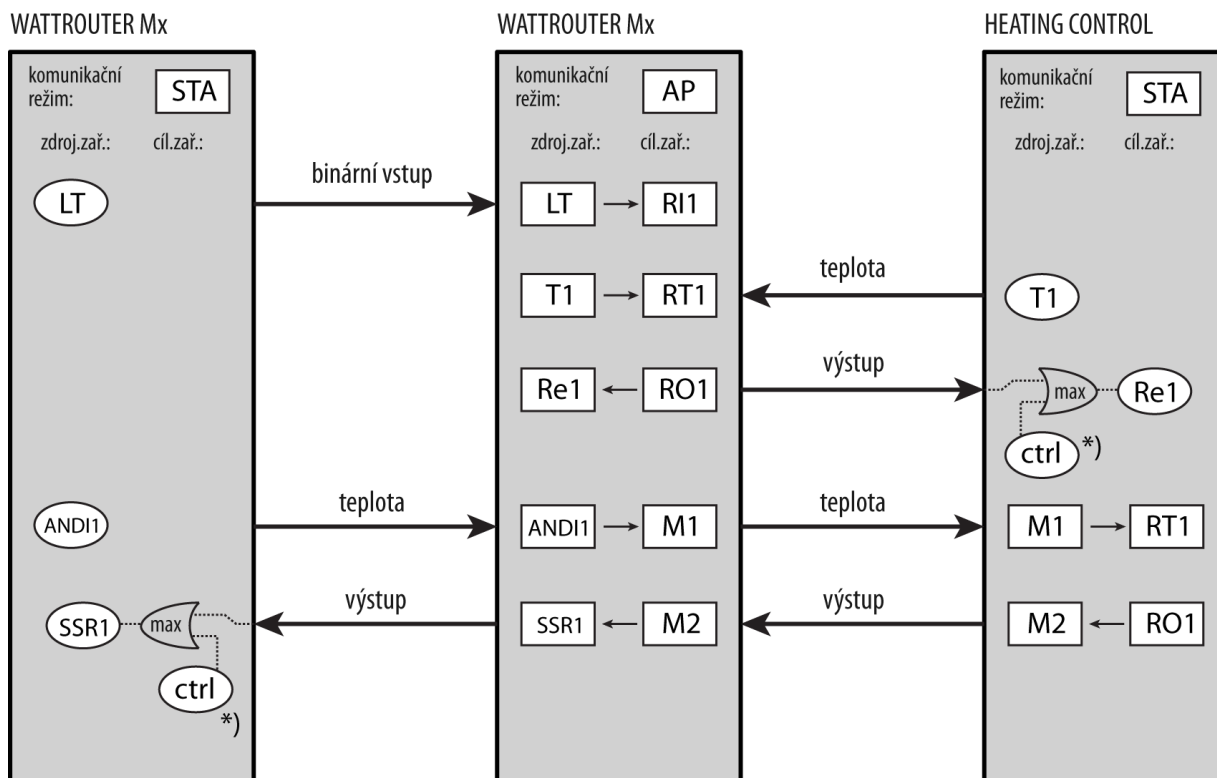 WATTROUTER Mx
WATTROUTER Mx
HEATING CONTROL
komunikační
režim:
STA
komunikační
režim:
AP
komunikační
režim:
STA
zdroj.zař.: cíl.zař.:
zdroj.zař.: cíl.zař.:
zdroj.zař.: cíl.zař.:
LT
binární vstup
LT
RI1
T1
RT1
teplota
T1
Re1
RO1
výstup
max
Re1
ctrl *)
ANDI1
teplota
ANDI1
M1
teplota
M1
RT1
SSR1
max
výstup
SSR1
M2
výstup
M2
RO1
ctrl
*)